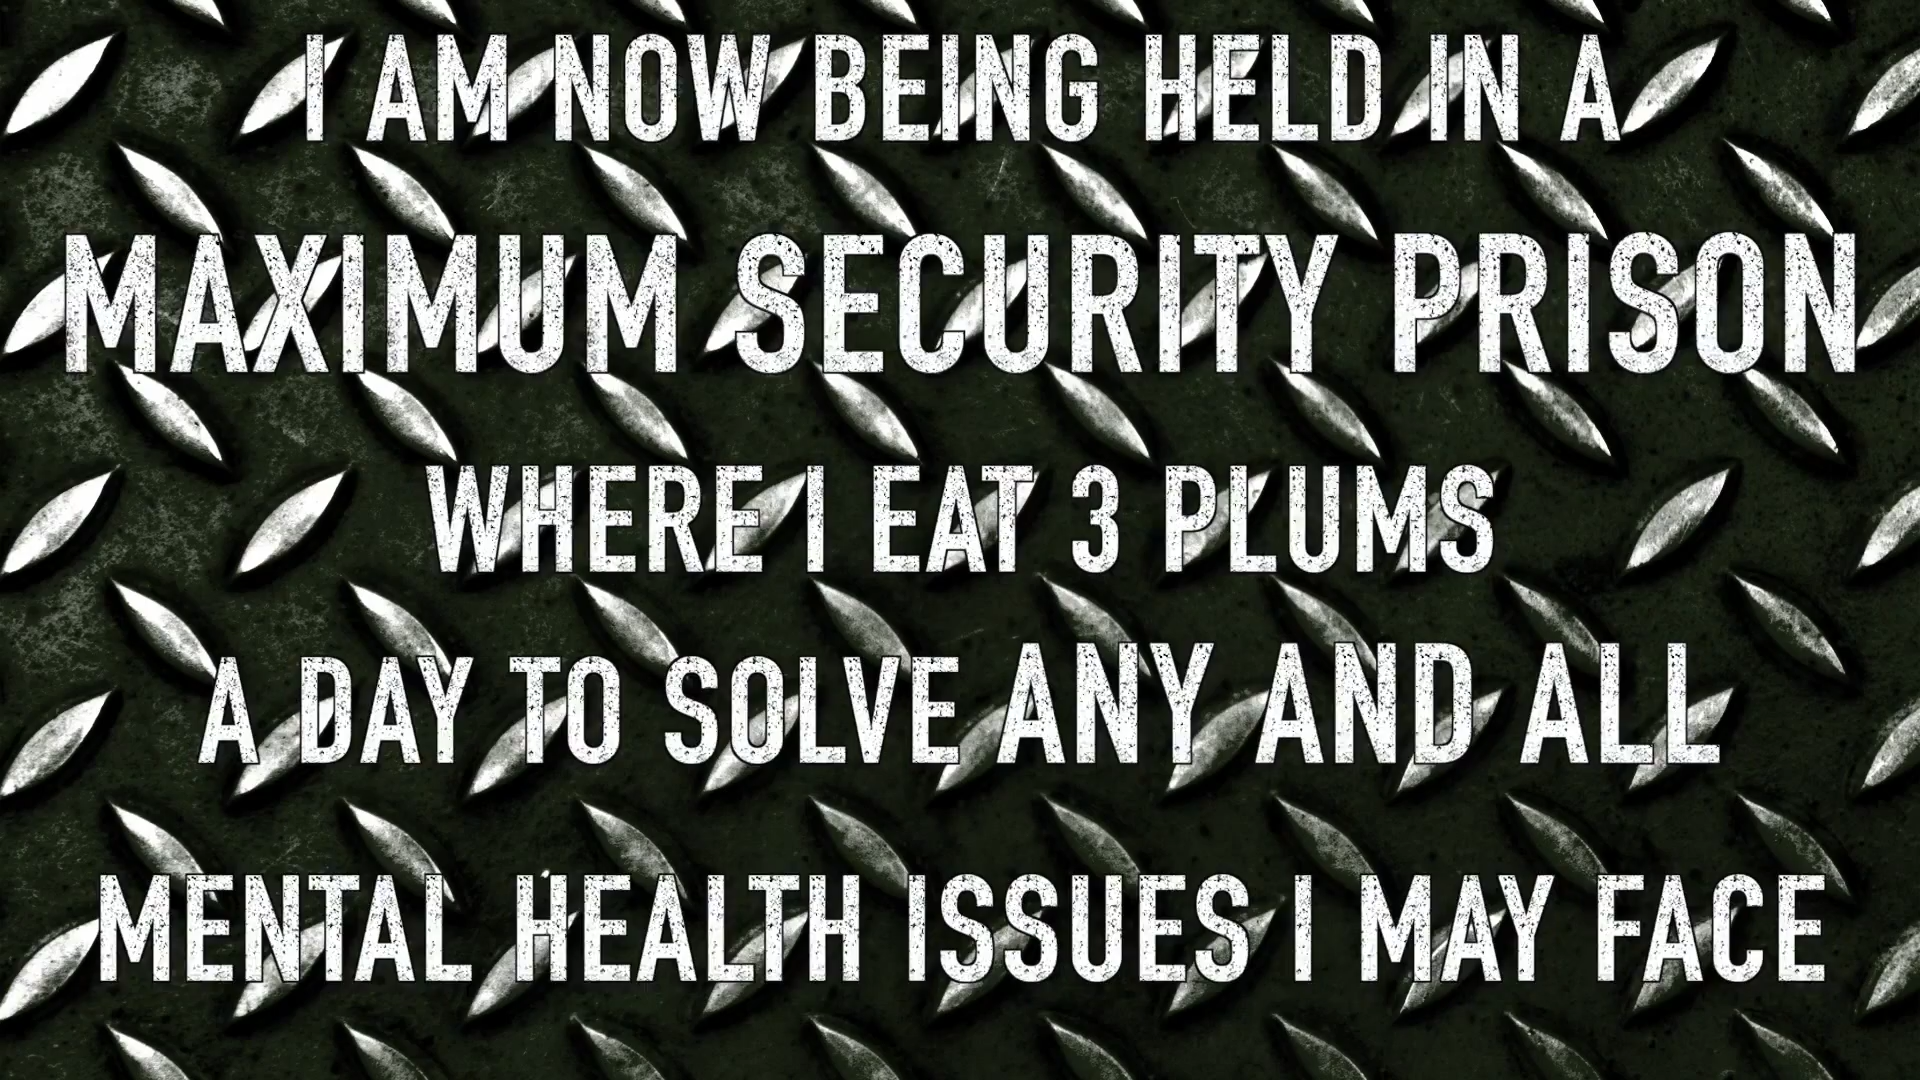 I AM NOW BEING HELD IN A
MAXIMUM SECURITY PRISON
WHERE I EAT 3 PLUMS
A DAY TO SOLVE ANY AND ALL
MENTAL HEALTH ISSUES I MAY FACE